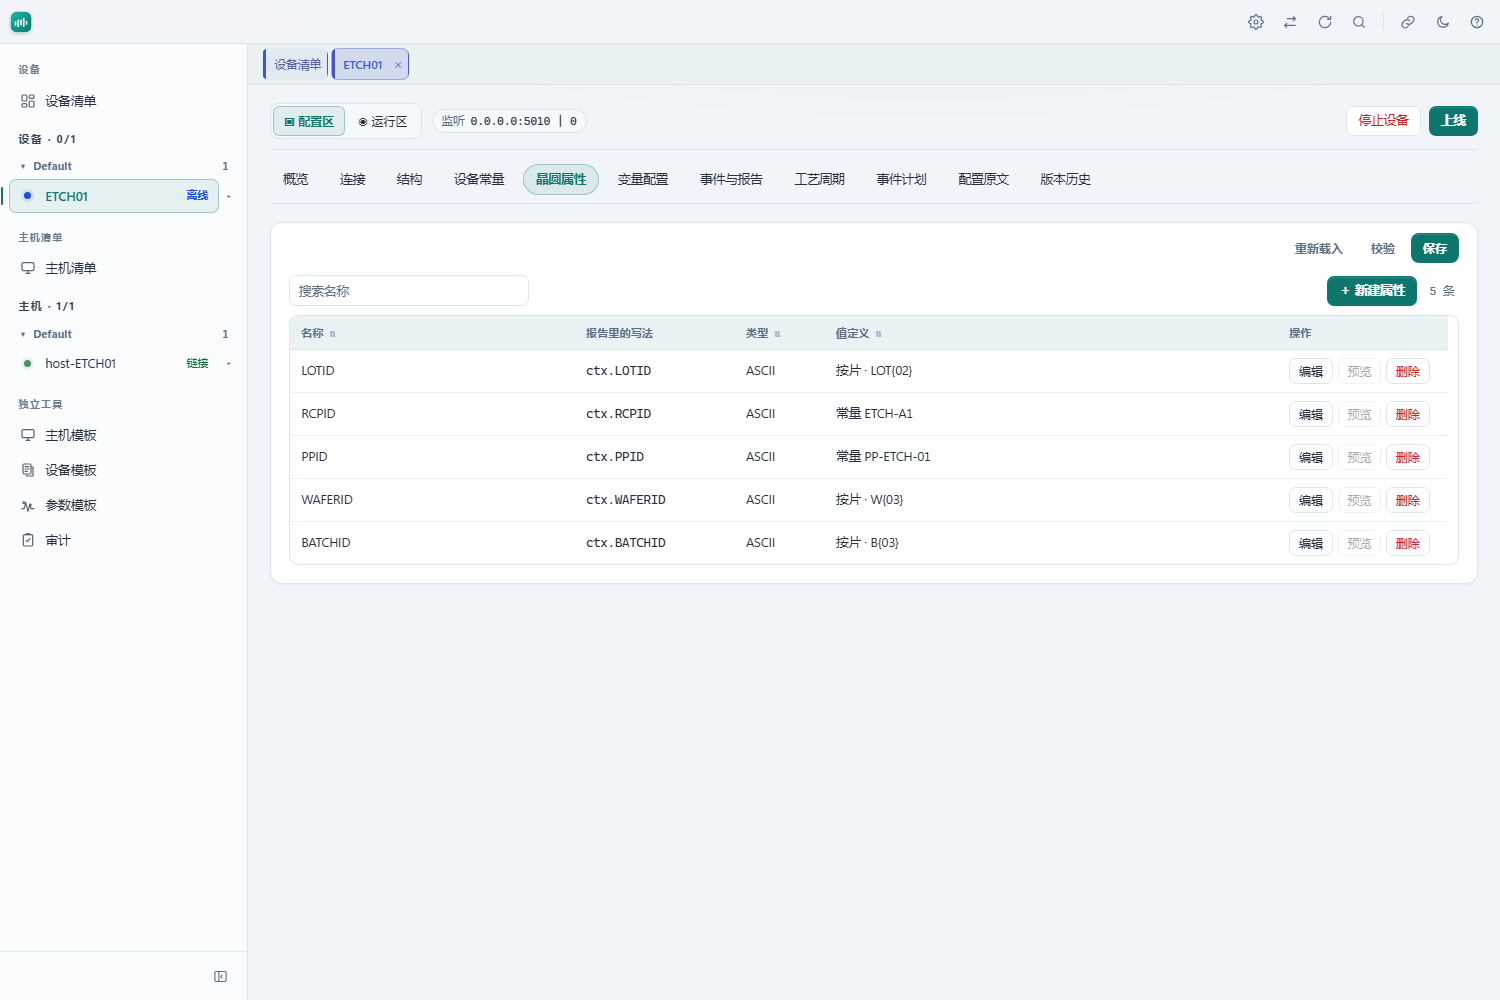 设备
设备清单
设备 · 0/1
Default 1
ETCH01 离线
主机清单
主机清单
主机 · 1/1
Default 1
host-ETCH01 链接
独立工具
主机模板
设备模板
参数模板
审计
设备清单 ETCH01 ×
配置区 运行区 监听 0.0.0.0:5010 | 0 停止设备 上线
概览 连接 结构 设备常量 晶圆属性 变量配置 事件与报告 工艺周期 事件计划 配置原文 版本历史
重新载入 校验 保存
搜索名称 + 新建属性 5 条
名称 报告里的写法 类型 值定义 操作
LOTID ctx.LOTID ASCII 按片 · LOT{02} 编辑 预览 删除
RCPID ctx.RCPID ASCII 常量 ETCH-A1 编辑 预览 删除
PPID ctx.PPID ASCII 常量 PP-ETCH-01 编辑 预览 删除
WAFERID ctx.WAFERID ASCII 按片 · W{03} 编辑 预览 删除
BATCHID ctx.BATCHID ASCII 按片 · B{03} 编辑 预览 删除